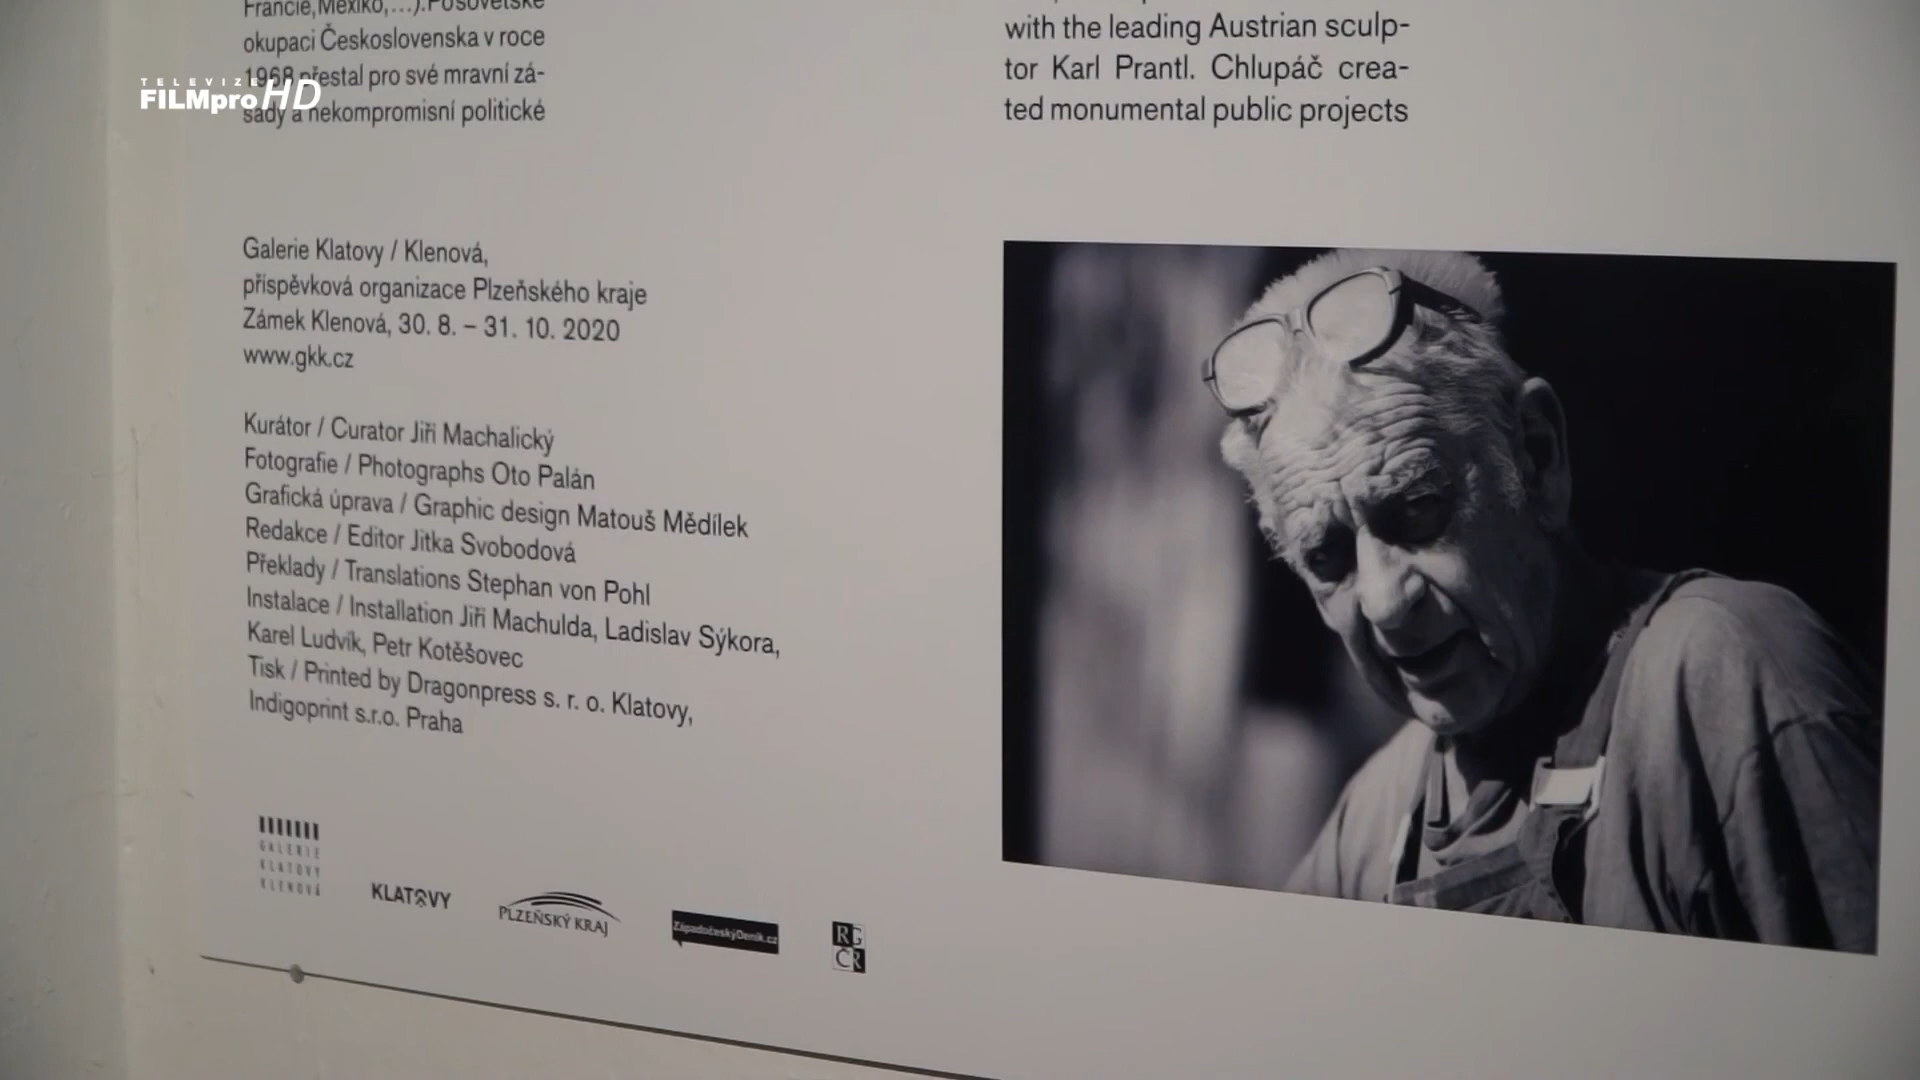 Francie, Mexiko,...). Po sovětské
okupaci Československa v roce
1968 přestal pro své mravní zá-
sady a nekompromisní politické
TELEVIZE
FILMpro HD
with the leading Austrian sculp-
tor Karl Prantl. Chlupáč crea-
ted monumental public projects
Galerie Klatovy / Klenová,
příspěvková organizace Plzeňského kraje
Zámek Klenová, 30. 8. – 31. 10. 2020
www.gkk.cz
Kurátor / Curator Jiří Machalický
Fotografie / Photographs Oto Palán
Grafická úprava / Graphic design Matouš Mědílek
Redakce / Editor Jitka Svobodová
Překlady / Translations Stephan von Pohl
Instalace / Installation Jiří Machulda, Ladislav Sýkora,
Karel Ludvík, Petr Kotěšovec
Tisk / Printed by Dragonpress s. r. o. Klatovy,
Indigoprint s.r.o. Praha
GALERIE
KLATOVY
KLENOVÁ
KLATOVY
PLZEŇSKÝ KRAJ
ZápadočeskýDeník.cz
RG
ČR